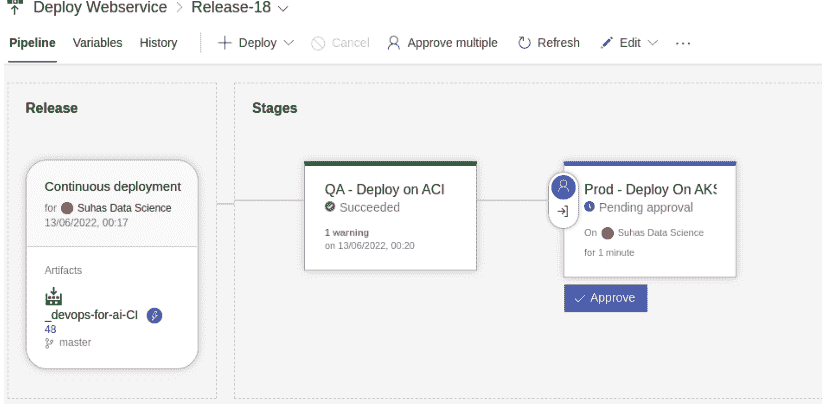 Deploy Webservice > Release-18
Pipeline Variables History Deploy Cancel Approve multiple Refresh Edit ...
Release
Stages
Continuous deployment
for Suhas Data Science
13/06/2022, 00:17
Artifacts
_devops-for-ai-CI
48
master
QA - Deploy on ACI
Succeeded
1 warning
on 13/06/2022, 00:20
Prod - Deploy On AKS
Pending approval
On Suhas Data Science
for 1 minute
Approve